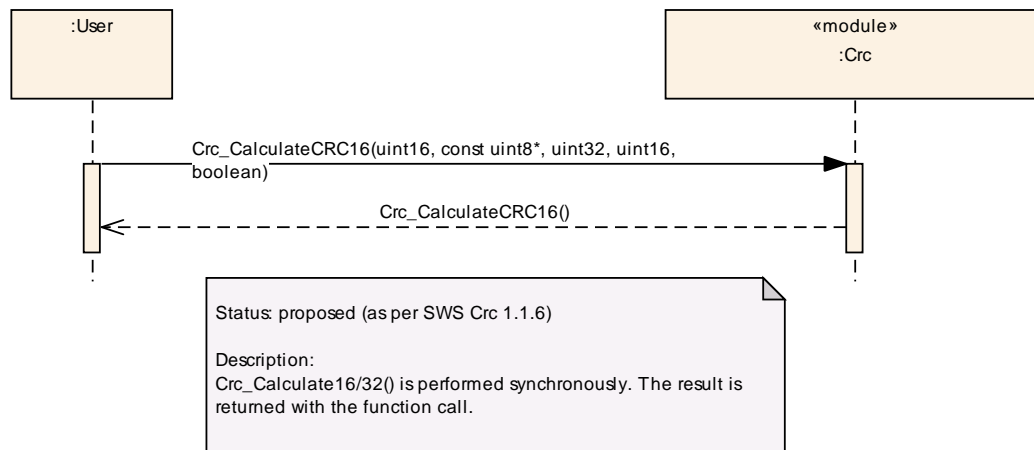 :User
«module»
:Crc
Crc_CalculateCRC16(uint16, const uint8*, uint32, uint16,
boolean)
Crc_CalculateCRC16()
Status: proposed (as per SWS Crc 1.1.6)
Description:
Crc_Calculate16/32() is performed synchronously. The result is
returned with the function call.